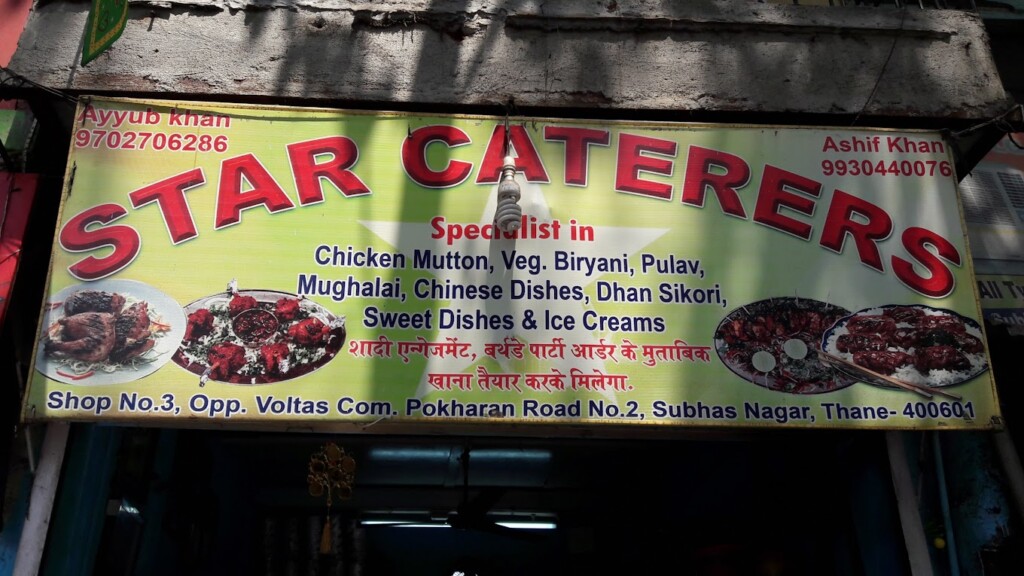 Ayyub khan
9702706286
Ashif Khan
9930440076
STAR CATERERS
Specialist in
Chicken Mutton, Veg. Biryani, Pulav,
Mughalai, Chinese Dishes, Dhan Sikori,
Sweet Dishes & Ice Creams
शादी एन्गेजमेंट, बर्थडे पार्टी आर्डर के मुताबिक
खाना तैयार करके मिलेगा.
Shop No.3, Opp. Voltas Com. Pokharan Road No.2, Subhas Nagar, Thane- 400601
All